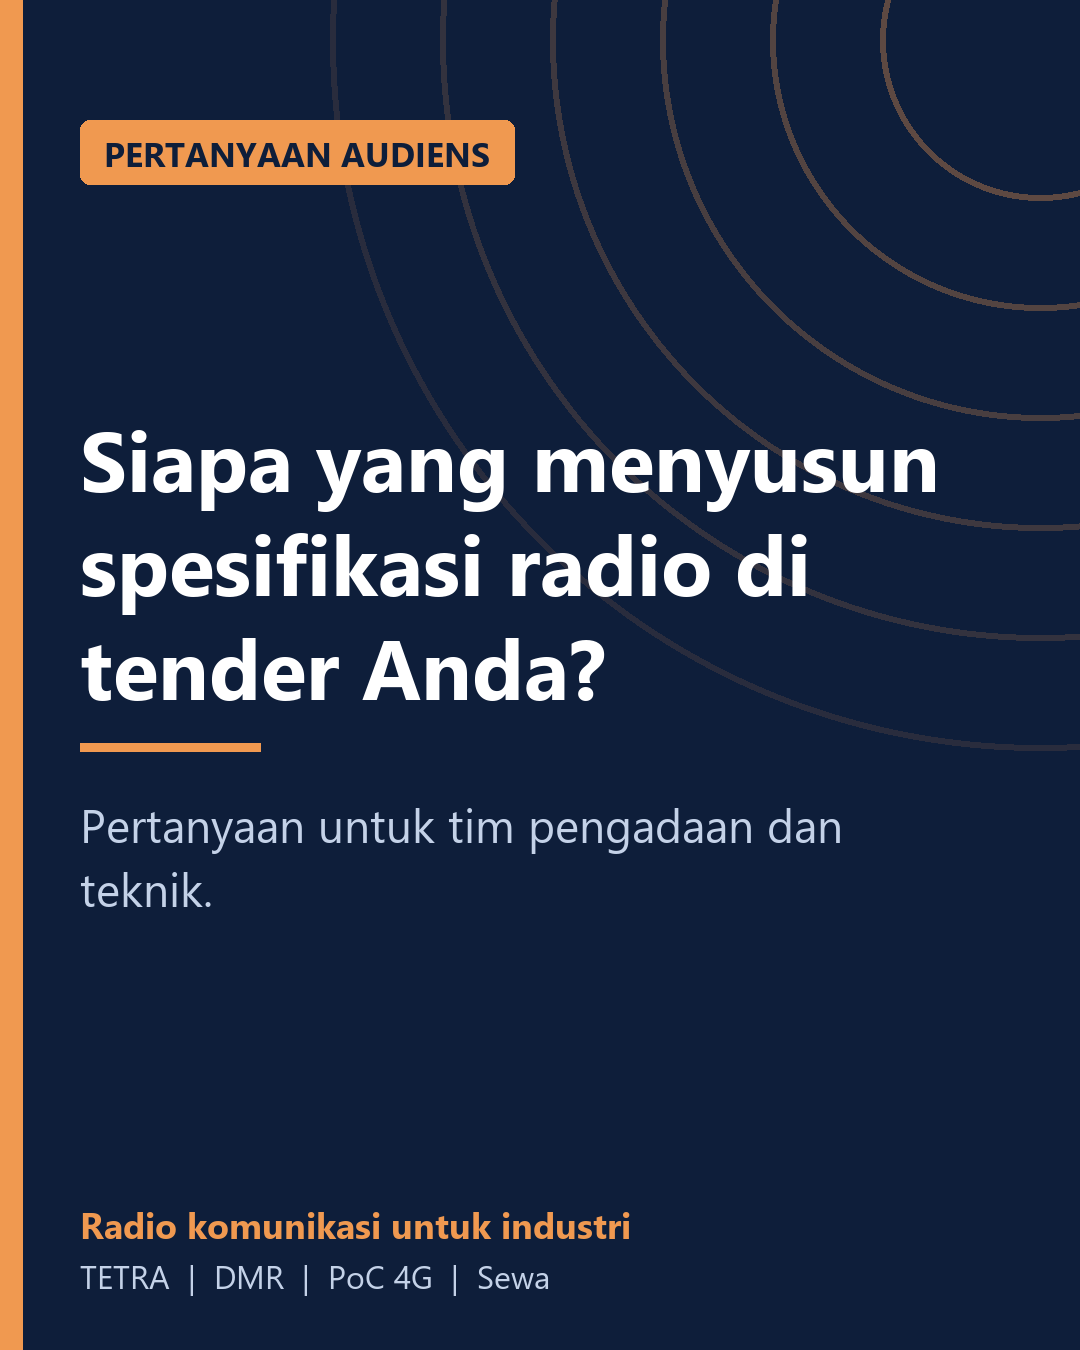 PERTANYAAN AUDIENS
Siapa yang menyusun
spesifikasi radio di
tender Anda?
Pertanyaan untuk tim pengadaan dan
teknik.
Radio komunikasi untuk industri
TETRA | DMR | PoC 4G | Sewa